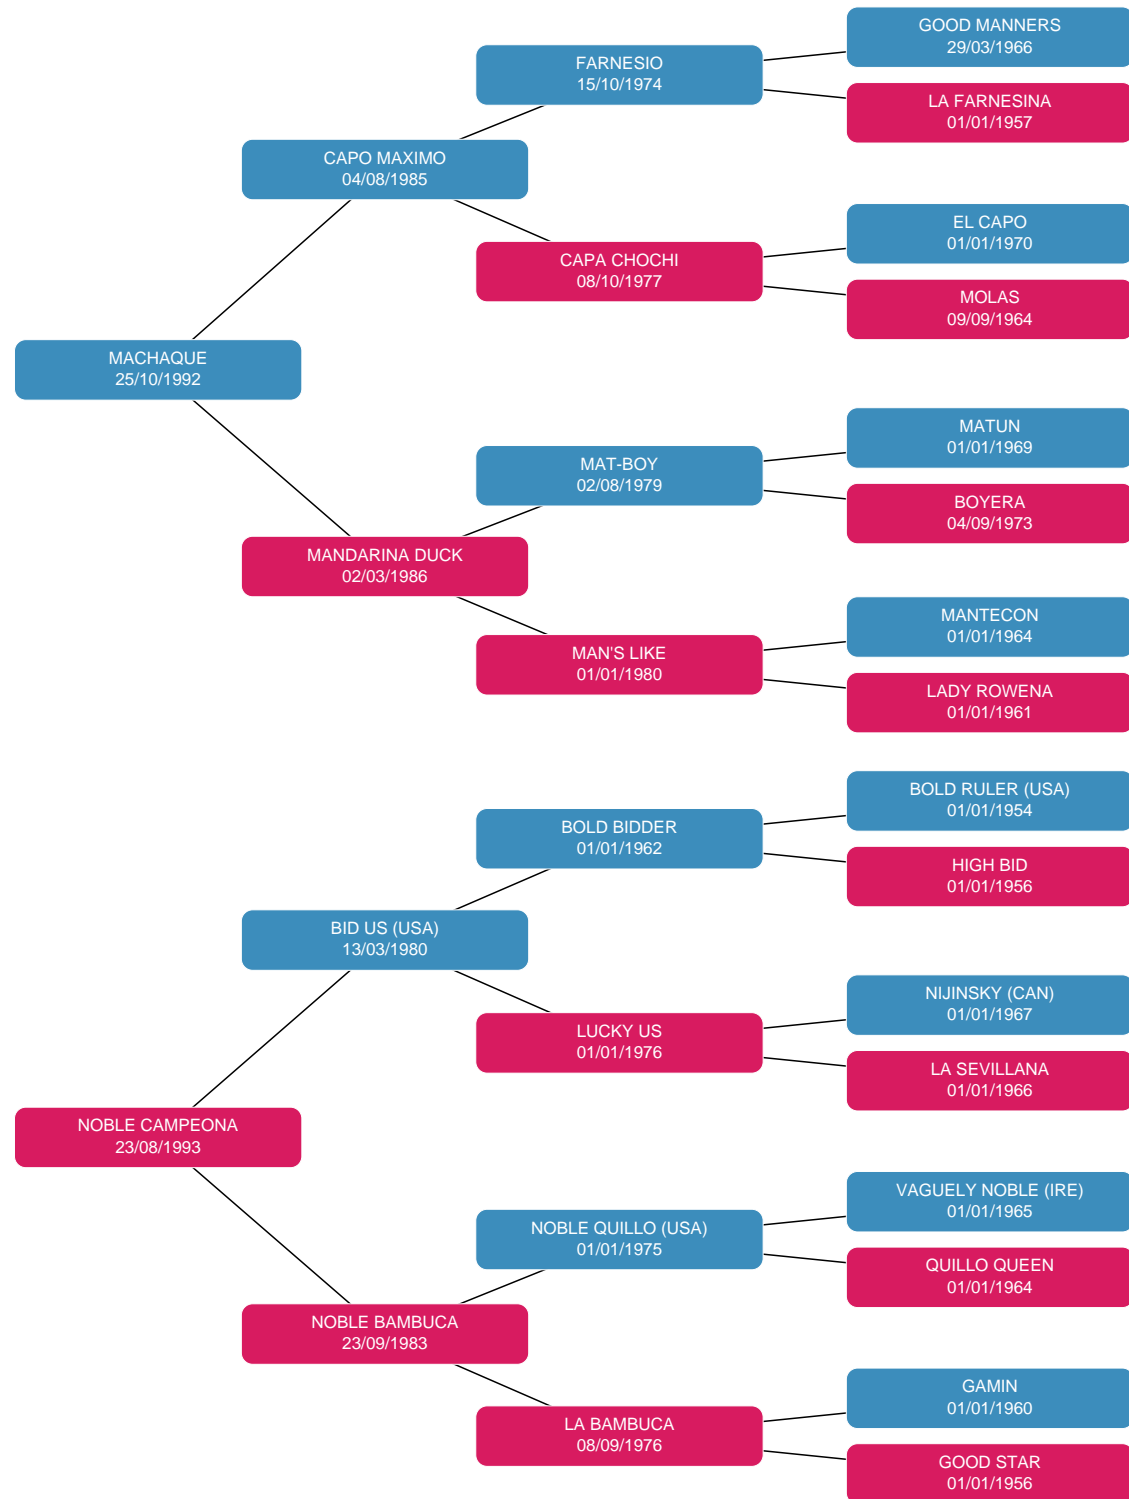 GOOD MANNERS
29/03/1966
FARNESIO
15/10/1974
LA FARNESINA
01/01/1957
CAPO MAXIMO
04/08/1985
EL CAPO
01/01/1970
CAPA CHOCHI
08/10/1977
MOLAS
09/09/1964
MACHAQUE
25/10/1992
MATUN
01/01/1969
MAT-BOY
02/08/1979
BOYERA
04/09/1973
MANDARINA DUCK
02/03/1986
MANTECON
01/01/1964
MAN'S LIKE
01/01/1980
LADY ROWENA
01/01/1961
BOLD RULER (USA)
01/01/1954
BOLD BIDDER
01/01/1962
HIGH BID
01/01/1956
BID US (USA)
13/03/1980
NIJINSKY (CAN)
01/01/1967
LUCKY US
01/01/1976
LA SEVILLANA
01/01/1966
NOBLE CAMPEONA
23/08/1993
VAGUELY NOBLE (IRE)
01/01/1965
NOBLE QUILLO (USA)
01/01/1975
QUILLO QUEEN
01/01/1964
NOBLE BAMBUCA
23/09/1983
GAMIN
01/01/1960
LA BAMBUCA
08/09/1976
GOOD STAR
01/01/1956